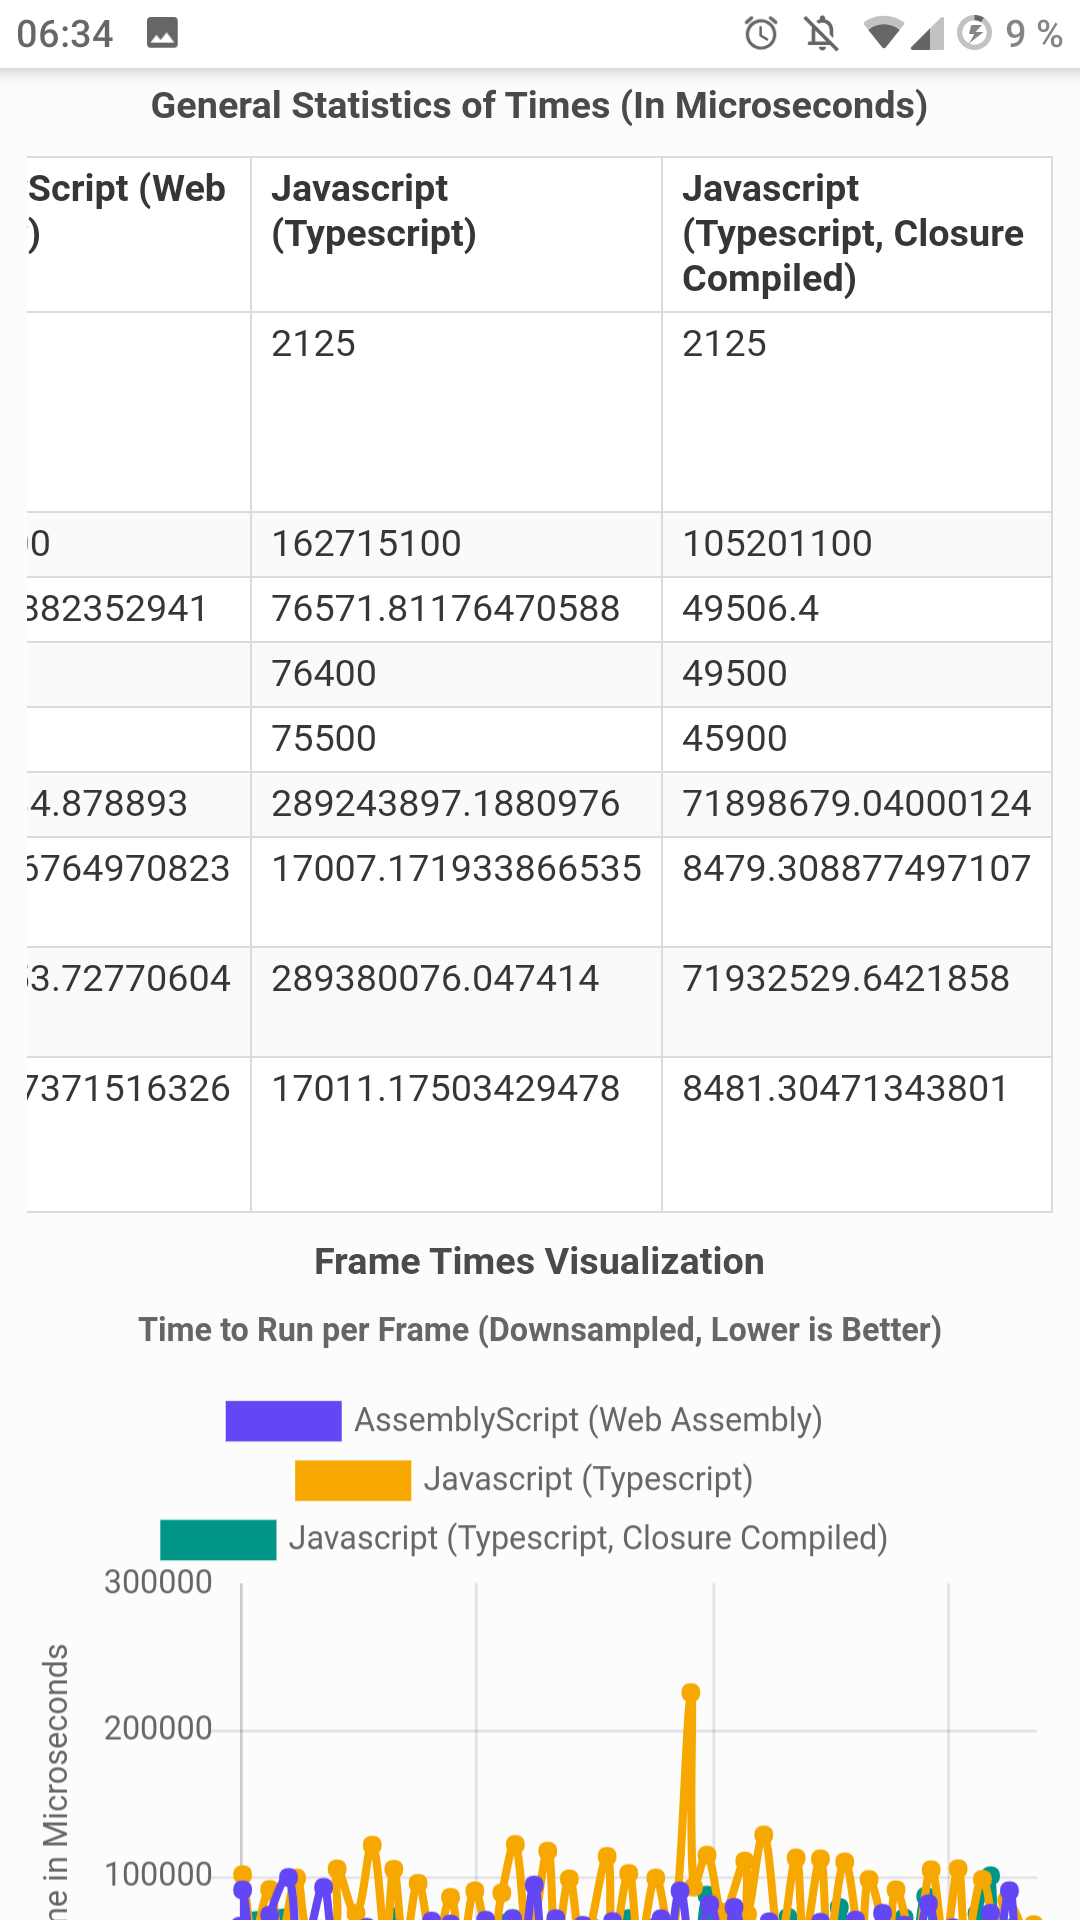 06:34
9 %
General Statistics of Times (In Microseconds)
Script (Web Javascript Javascript
) (Typescript) (Typescript, Closure
Compiled)
2125 2125
0 162715100 105201100
882352941 76571.81176470588 49506.4
76400 49500
75500 45900
4.878893 289243897.1880976 71898679.04000124
6764970823 17007.171933866535 8479.308877497107
3.72770604 289380076.047414 71932529.6421858
7371516326 17011.17503429478 8481.30471343801
Frame Times Visualization
Time to Run per Frame (Downsampled, Lower is Better)
AssemblyScript (Web Assembly)
Javascript (Typescript)
Javascript (Typescript, Closure Compiled)
300000
200000
100000
me in Microseconds